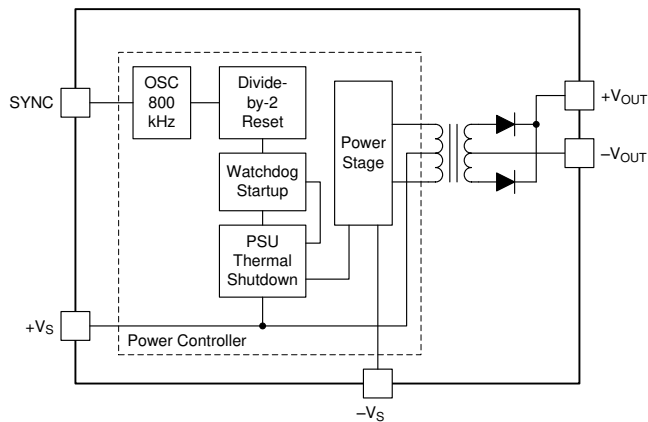 SYNC
OSC
800
kHz
Divide-
by-2
Reset
Watchdog
Startup
PSU
Thermal
Shutdown
Power
Stage
+VOUT
–VOUT
+VS
Power Controller
–VS